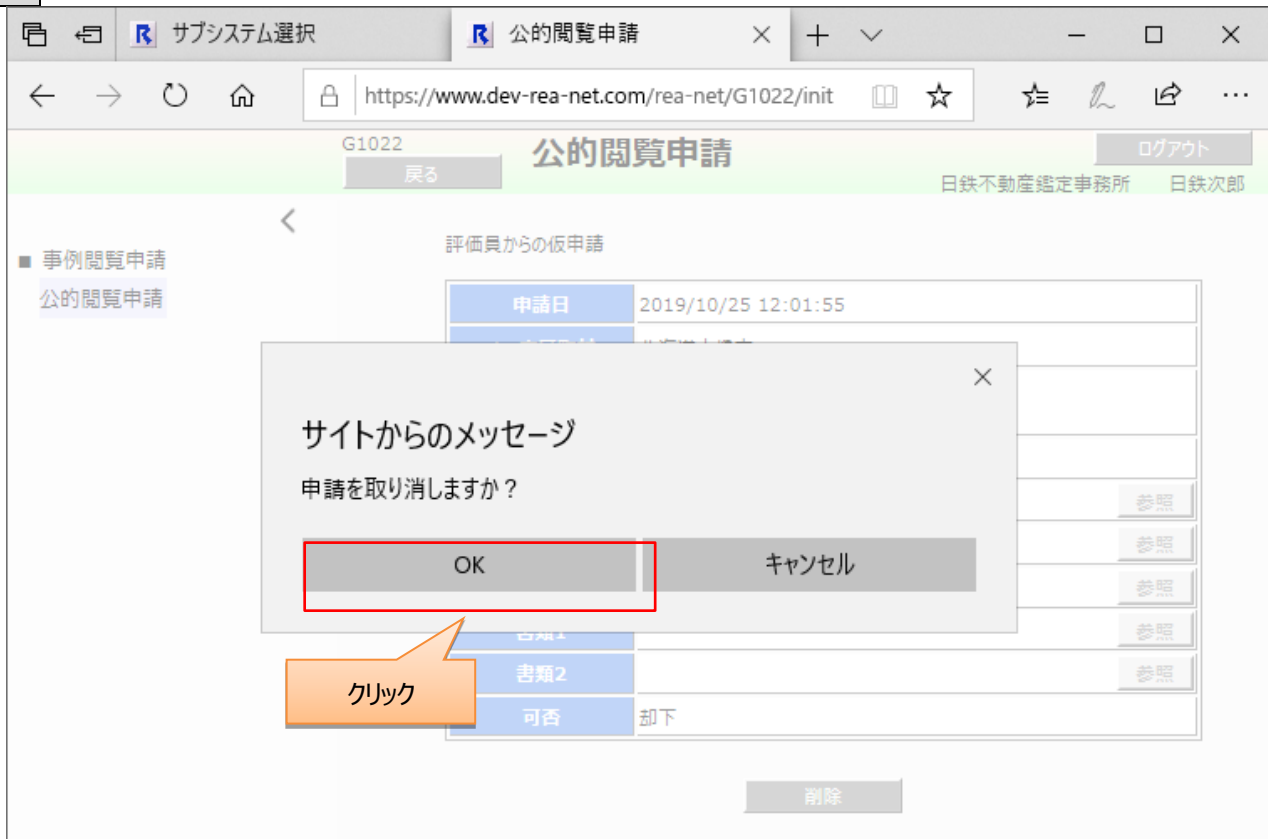 サブシステム選択
公的閲覧申請
https://www.dev-rea-net.com/rea-net/G1022/init
G1022
戻る
公的閲覧申請
ログアウト
日鉄不動産鑑定事務所 日鉄次郎
■ 事例閲覧申請
公的閲覧申請
評価員からの仮申請
申請日 2019/10/25 12:01:55
サイトからのメッセージ
申請を取り消しますか？
OK キャンセル
参照
参照
参照
書類1 参照
書類2 参照
可否 却下
クリック
削除